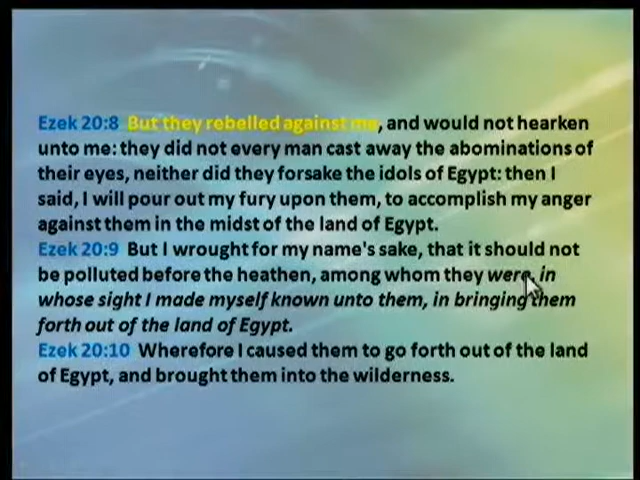 Ezek 20:8 But they rebelled against me, and would not hearken
unto me: they did not every man cast away the abominations of
their eyes, neither did they forsake the idols of Egypt: then I
said, I will pour out my fury upon them, to accomplish my anger
against them in the midst of the land of Egypt.
Ezek 20:9 But I wrought for my name's sake, that it should not
be polluted before the heathen, among whom they were, in
whose sight I made myself known unto them, in bringing them
forth out of the land of Egypt.
Ezek 20:10 Wherefore I caused them to go forth out of the land
of Egypt, and brought them into the wilderness.